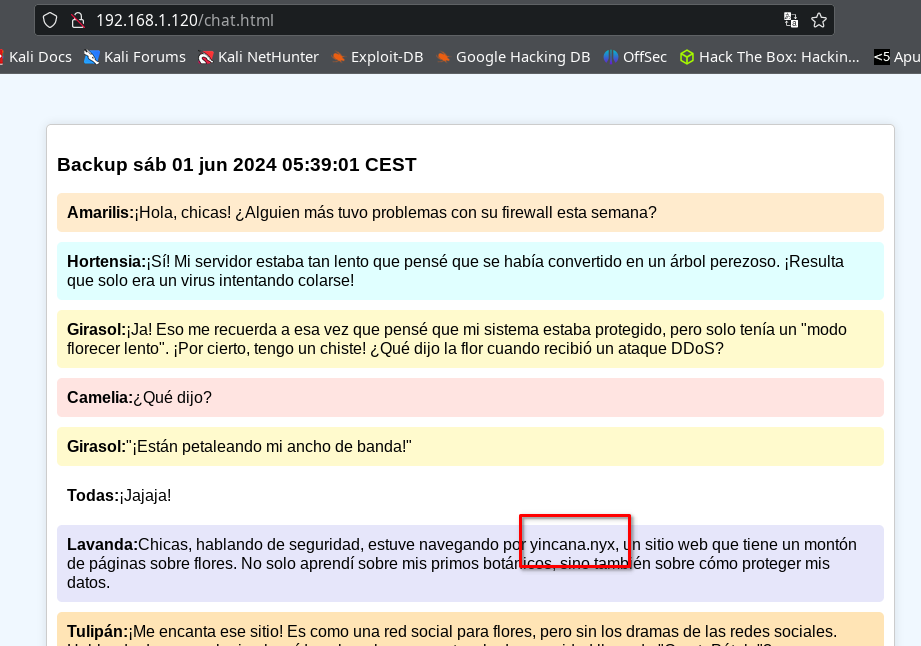 192.168.1.120/chat.html
Kali Docs Kali Forums Kali NetHunter Exploit-DB Google Hacking DB OffSec Hack The Box: Hackin... <5 Apu
Backup sáb 01 jun 2024 05:39:01 CEST
Amarilis:¡Hola, chicas! ¿Alguien más tuvo problemas con su firewall esta semana?
Hortensia:¡Sí! Mi servidor estaba tan lento que pensé que se había convertido en un árbol perezoso. ¡Resulta
que solo era un virus intentando colarse!
Girasol:¡Ja! Eso me recuerda a esa vez que pensé que mi sistema estaba protegido, pero solo tenía un "modo
florecer lento". ¡Por cierto, tengo un chiste! ¿Qué dijo la flor cuando recibió un ataque DDoS?
Camelia:¿Qué dijo?
Girasol:"¡Están petaleando mi ancho de banda!"
Todas:¡Jajaja!
Lavanda:Chicas, hablando de seguridad, estuve navegando por yincana.nyx, un sitio web que tiene un montón
de páginas sobre flores. No solo aprendí sobre mis primos botánicos, sino también sobre cómo proteger mis
datos.
Tulipán:¡Me encanta ese sitio! Es como una red social para flores, pero sin los dramas de las redes sociales.